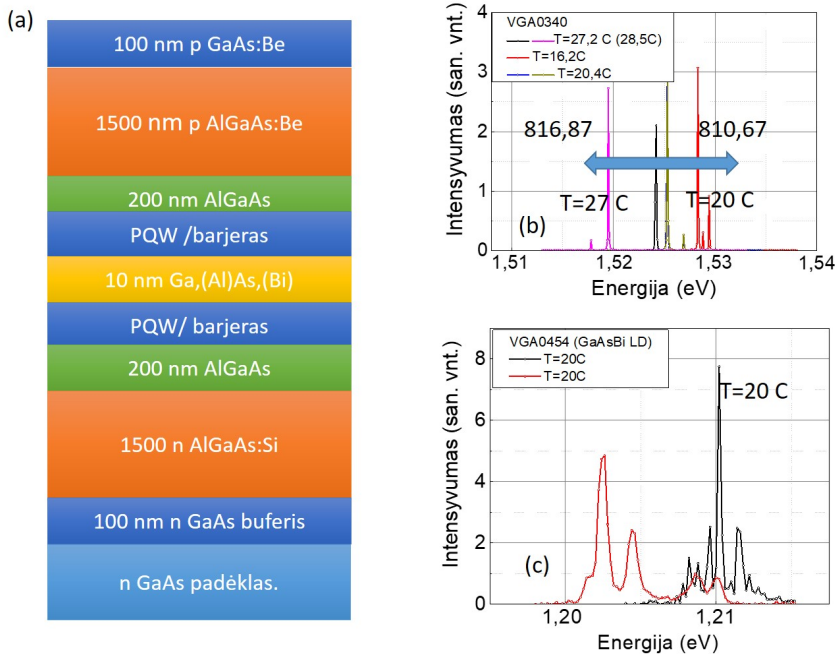 (a)
100 nm p GaAs:Be
1500 nm p AlGaAs:Be
200 nm AlGaAs
PQW /barjeras
10 nm Ga,(Al)As,(Bi)
PQW/ barjeras
200 nm AlGaAs
1500 n AlGaAs:Si
100 nm n GaAs buferis
n GaAs padėklas.
VGA0340
T=27,2 C (28,5C)
T=16,2C
T=20,4C
816,87
810,67
T=27 C
T=20 C
(b)
Intensyvumas (san. vnt.)
4
3
2
1
0
1,51
1,52
1,53
1,54
Energija (eV)
VGA0454 (GaAsBi LD)
T=20C
T=20C
T=20 C
(c)
Intensyvumas (san. vnt.)
8
6
4
2
0
1,20
1,21
Energija (eV)